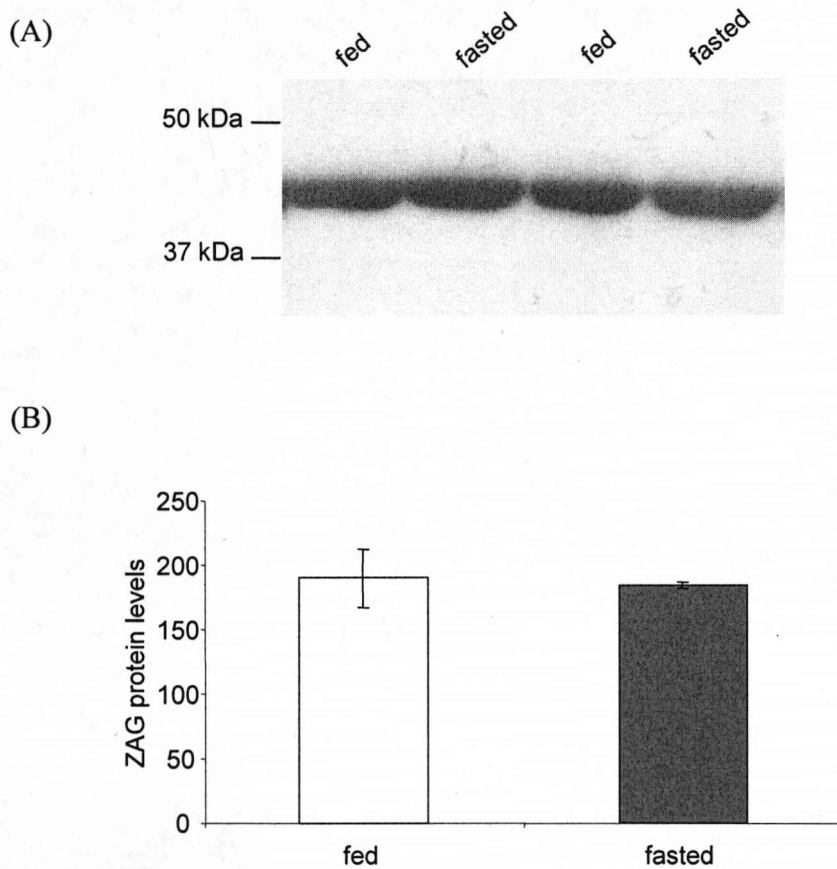 (A)
fed fasted fed fasted
50 kDa
37 kDa
(B)
250
200
150
100
50
0
ZAG protein levels
fed fasted